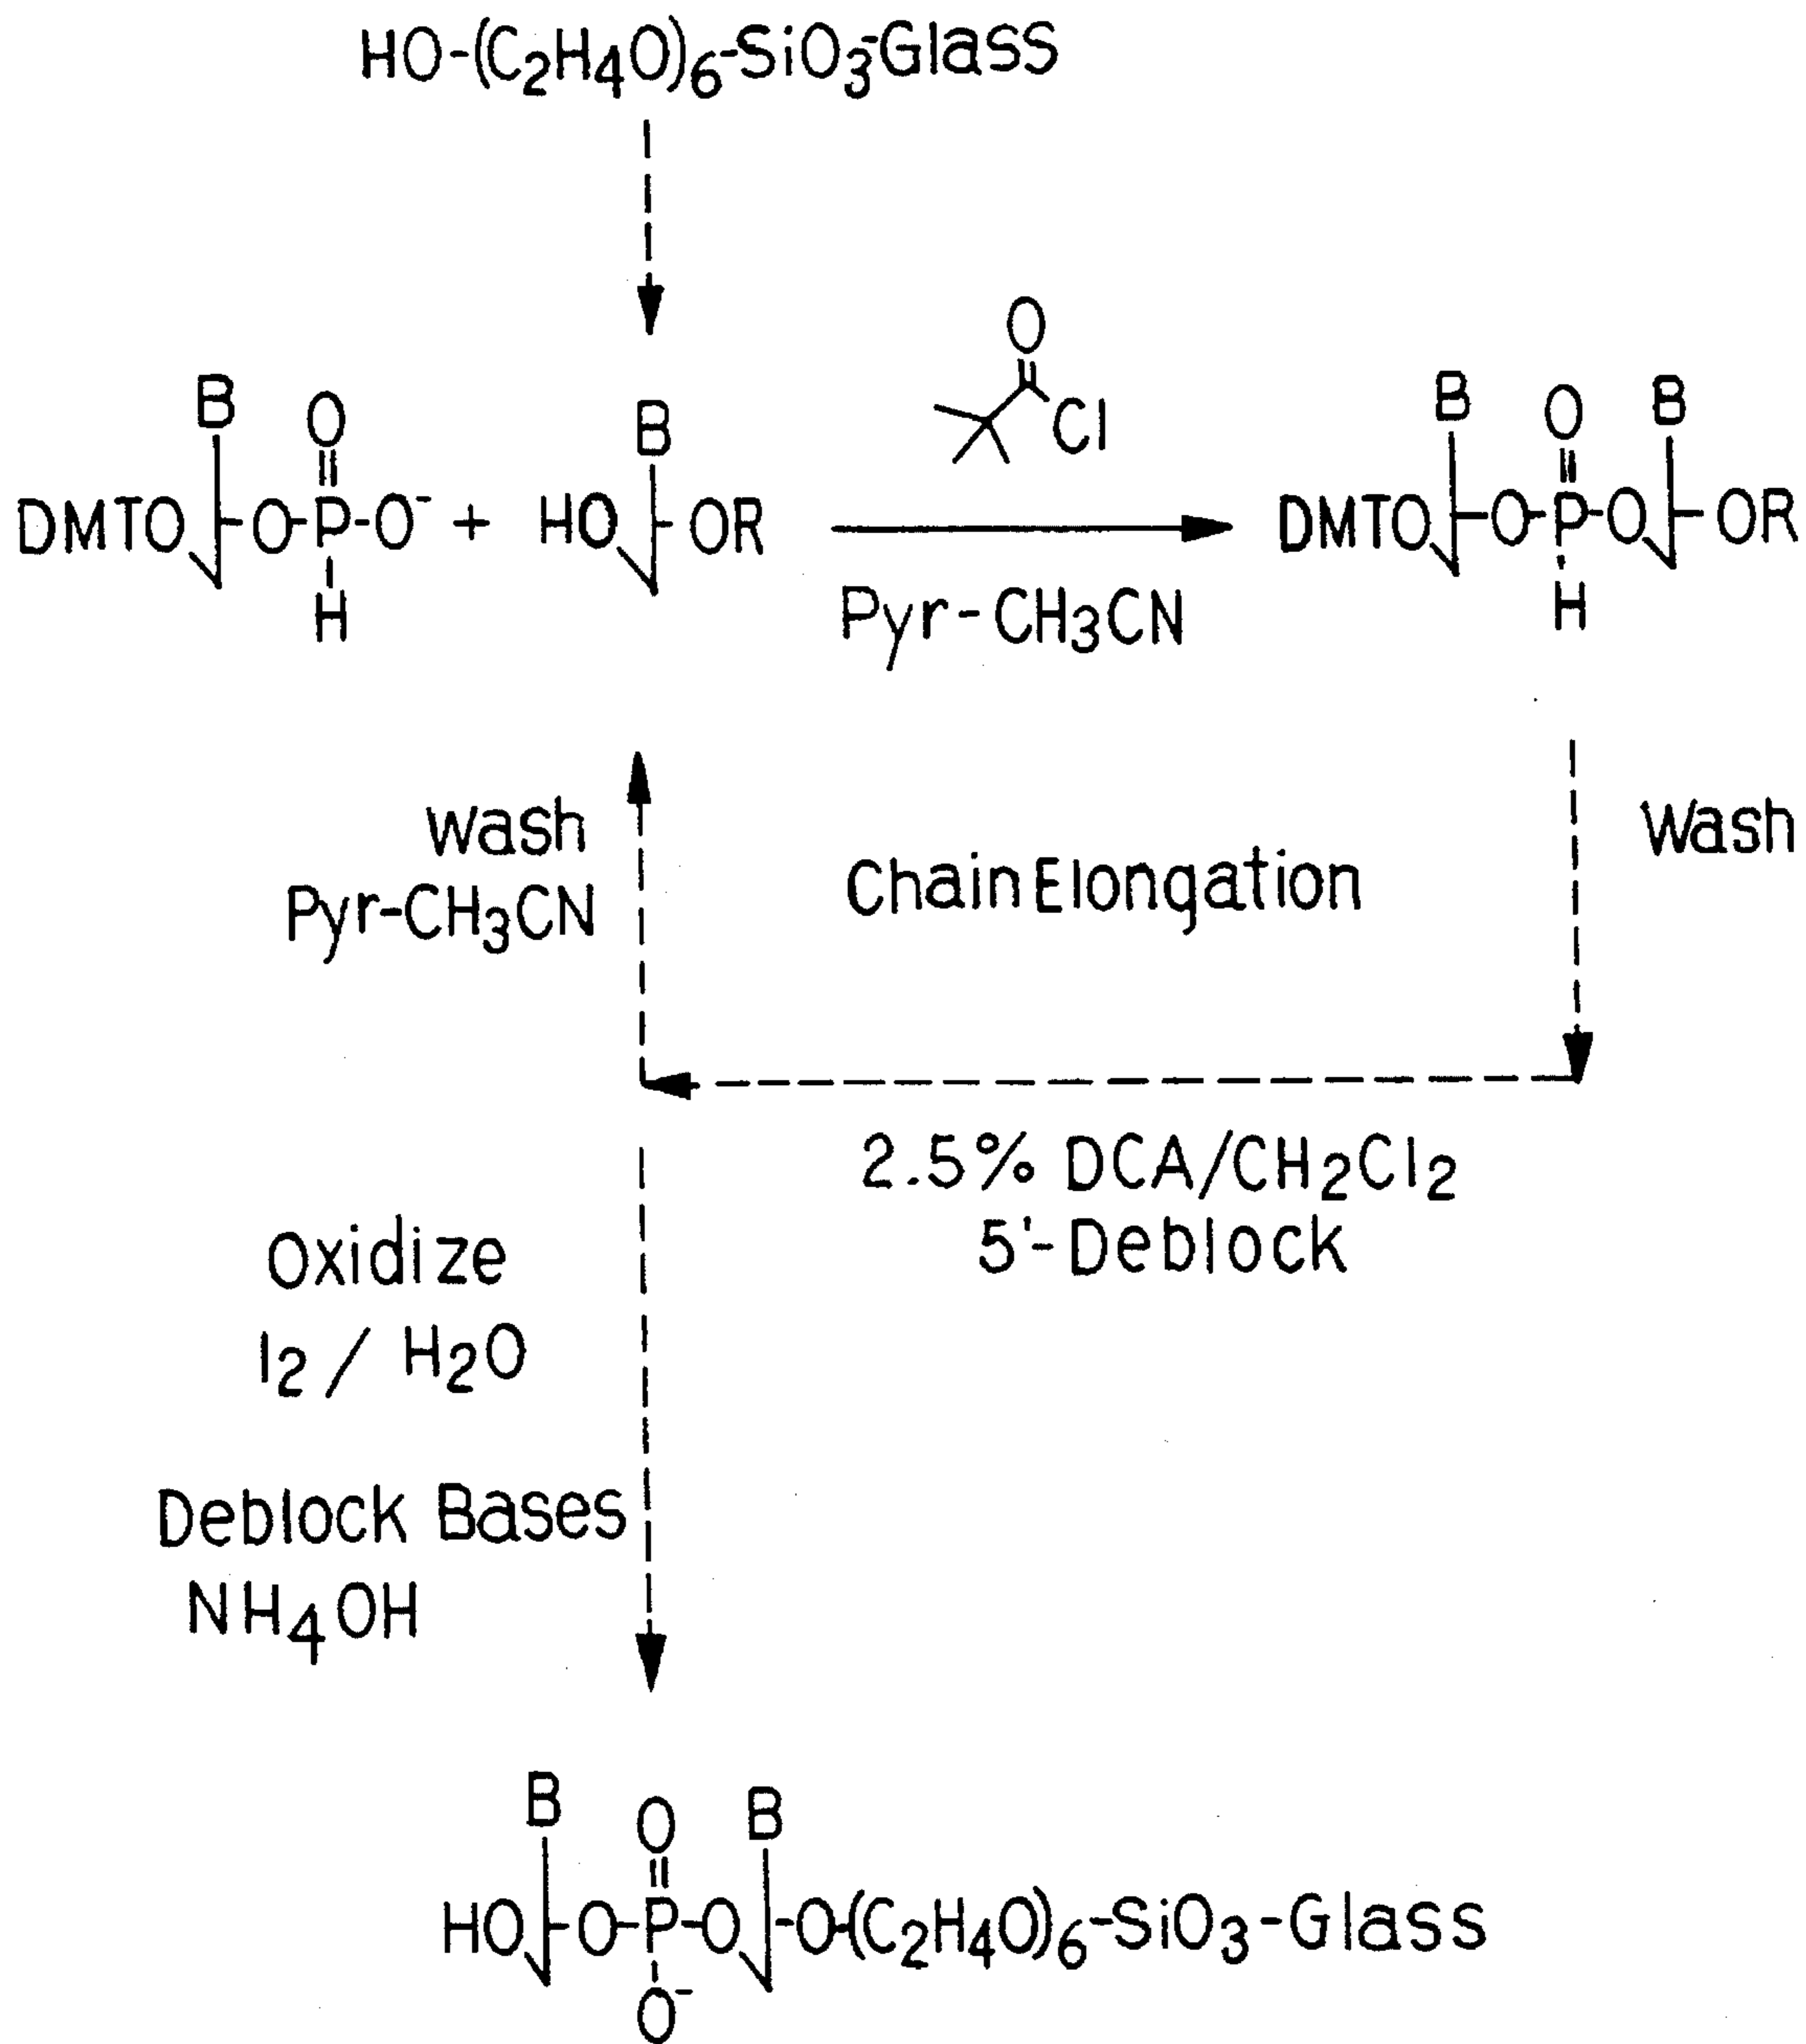 HO-(C2H4O)6-SiO3-Glass
O
B O B Cl B O B
DMTO O-P-O- + HO OR DMTO O-P-O OR
H Pyr-CH3CN H
Wash Wash
Pyr-CH3CN Chain Elongation
2.5% DCA/CH2Cl2
5'-Deblock
Oxidize
I2 / H2O
Deblock Bases
NH4OH
B O B
HO O-P-O O-(C2H4O)6-SiO3-Glass
O-